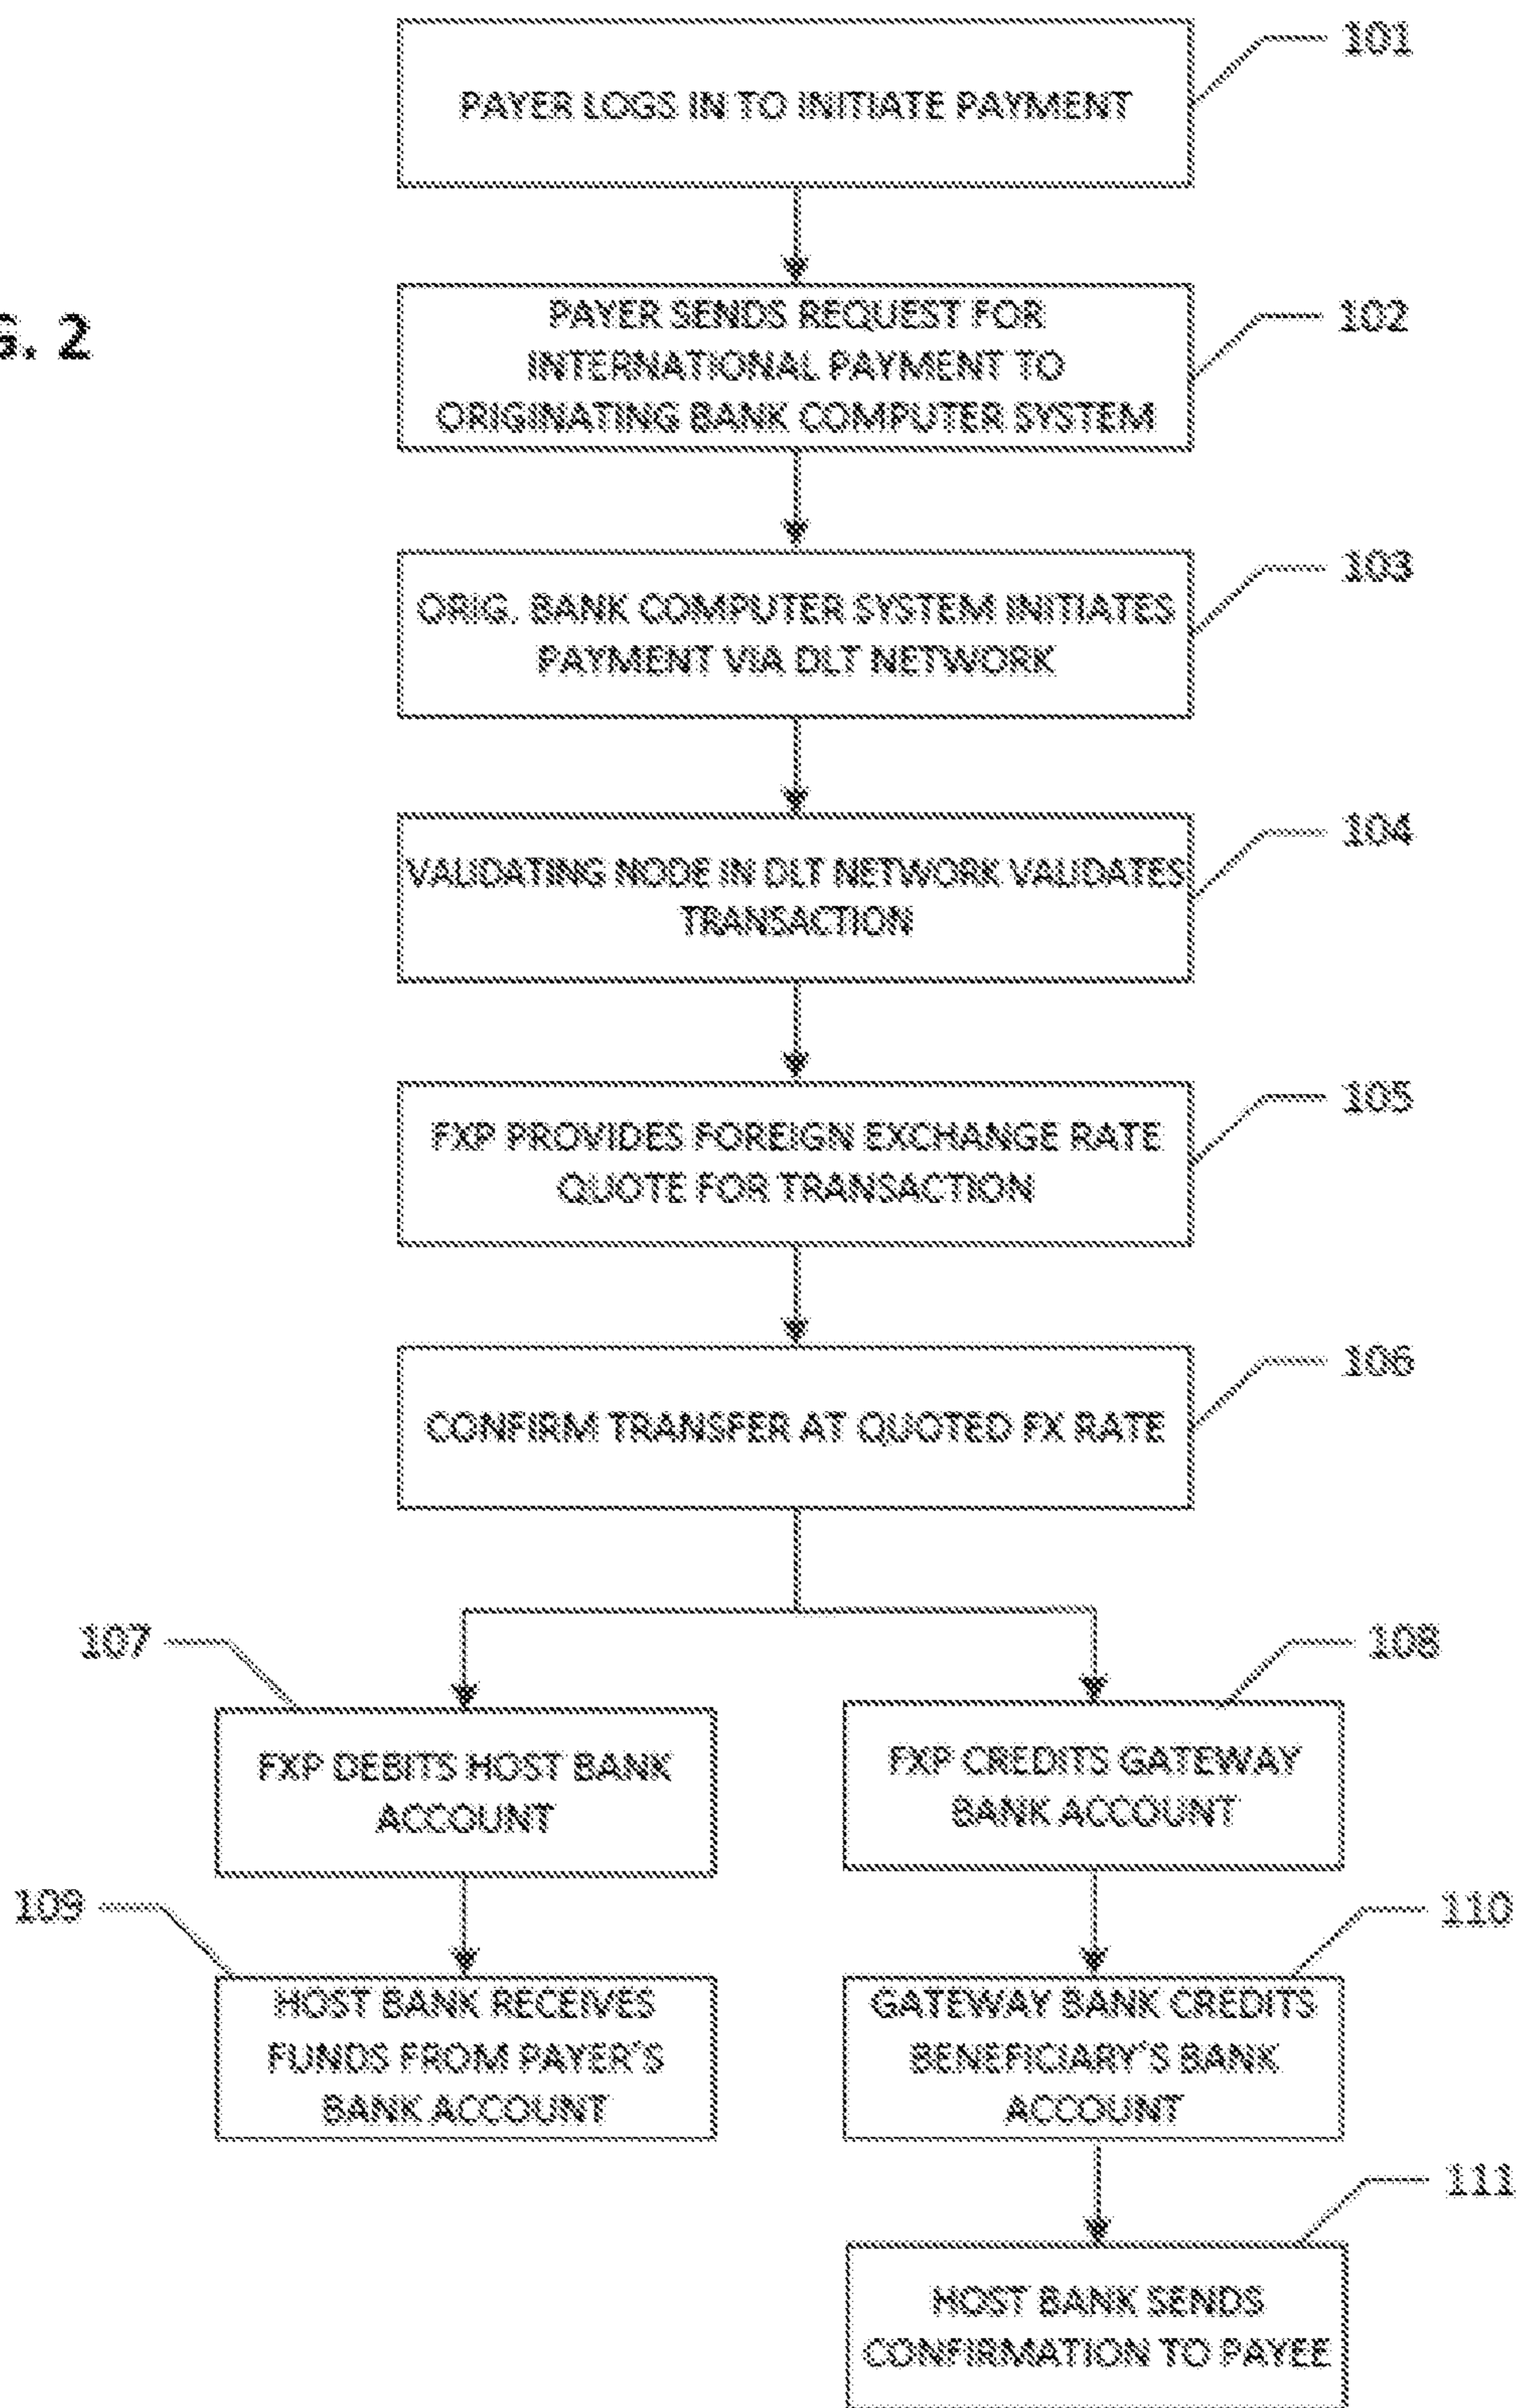 101
PAYER LOGS IN TO INITIATE PAYMENT
G. 2
PAYER SENDS REQUEST FOR
INTERNATIONAL PAYMENT TO
ORIGINATING BANK COMPUTER SYSTEM
102
103
ORIG. BANK COMPUTER SYSTEM INITIATES
PAYMENT VIA DLT NETWORK
104
VALIDATING NODE IN DLT NETWORK VALIDATES
TRANSACTION
105
FXP PROVIDES FOREIGN EXCHANGE RATE
QUOTE FOR TRANSACTION
106
CONFIRM TRANSFER AT QUOTED FX RATE
107
FXP DEBITS HOST BANK
ACCOUNT
108
FXP CREDITS GATEWAY
BANK ACCOUNT
109
HOST BANK RECEIVES
FUNDS FROM PAYER'S
BANK ACCOUNT
110
GATEWAY BANK CREDITS
BENEFICIARY'S BANK
ACCOUNT
111
HOST BANK SENDS
CONFIRMATION TO PAYEE